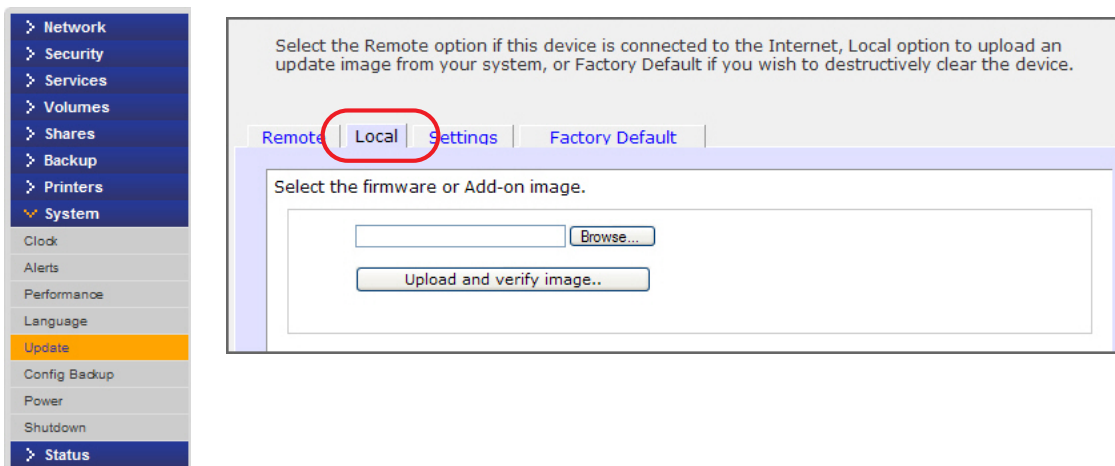 Network
Security
Services
Volumes
Shares
Backup
Printers
System
Clock
Alerts
Performance
Language
Update
Config Backup
Power
Shutdown
Status
Select the Remote option if this device is connected to the Internet, Local option to upload an
update image from your system, or Factory Default if you wish to destructively clear the device.
Remote Local Settings Factory Default
Select the firmware or Add-on image.
Browse...
Upload and verify image..